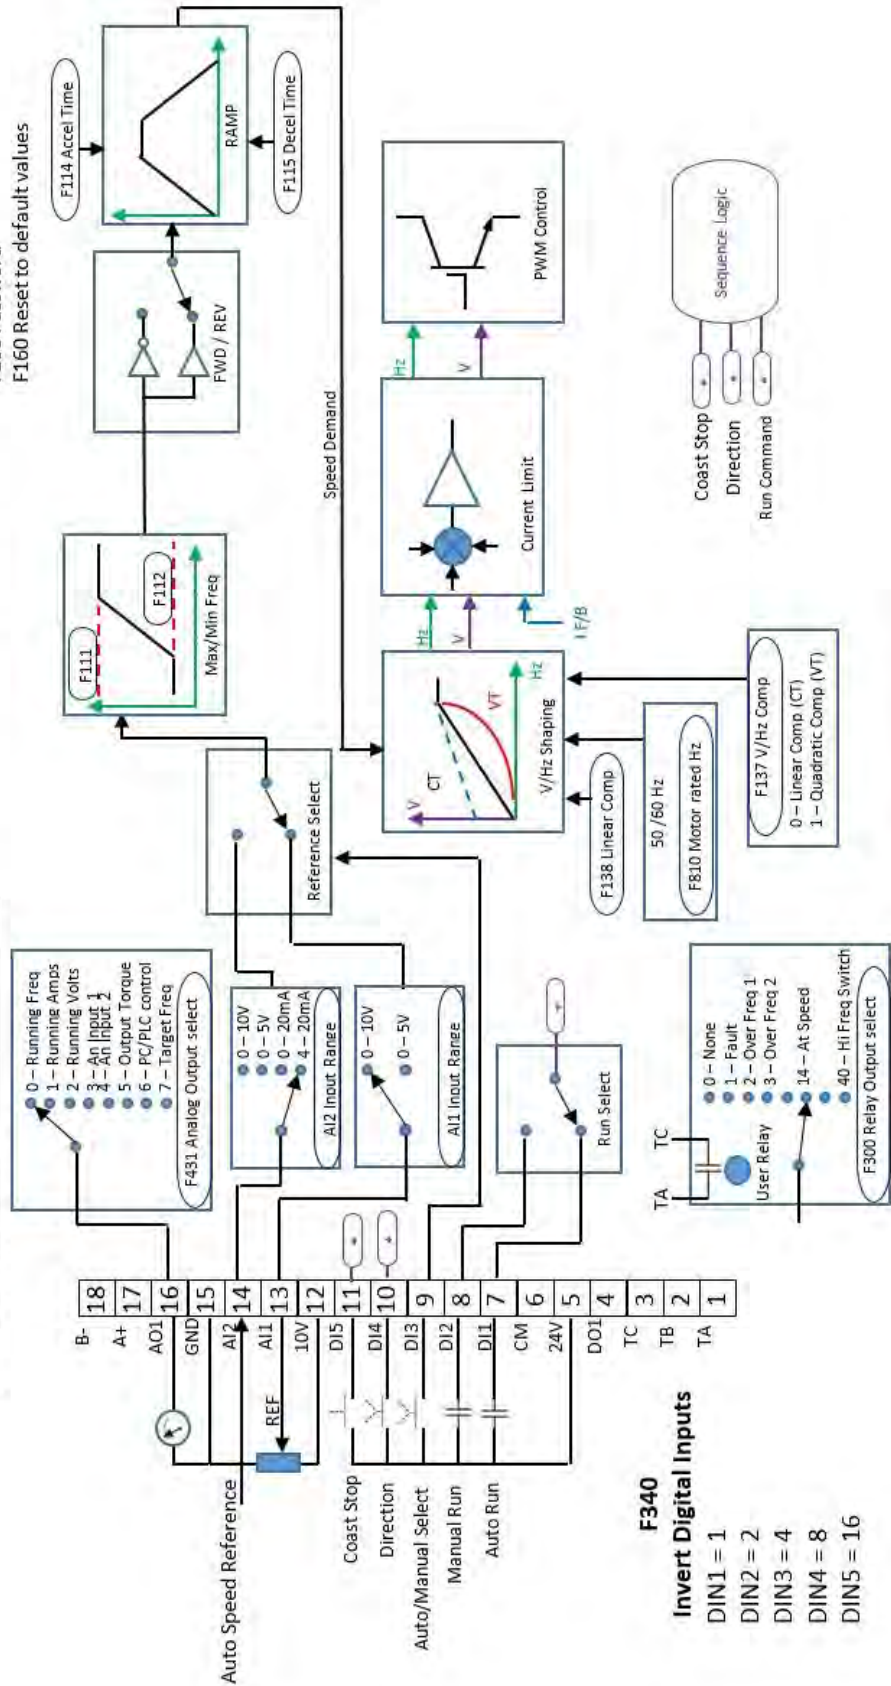 F160 Reset to default values
F114 Accel Time
RAMP
F115 Decel Time
FWD / REV
F111
F112
Max/Min Freq
Reference Select
0 – Running Freq
1 – Running Amps
2 – Running Volts
3 – An Input 1
4 – An Input 2
5 – Output Torque
6 – PC/PLC control
7 – Target Freq
F431 Analog Output select
0 – 10V
0 – 5V
0 – 20mA
4 – 20mA
AI2 Input Range
0 – 10V
0 – 5V
AI1 Input Range
Run Select
*
Speed Demand
V
CT
VT
Hz
V/Hz Shaping
Hz
V
I F/B
Current Limit
Hz
V
PWM Control
F138 Linear Comp
50 /60 Hz
F810 Motor rated Hz
F137 V/Hz Comp
0 – Linear Comp (CT)
1 – Quadratic Comp (VT)
Coast Stop
*
Direction
*
Run Command
*
Sequence Logic
TA
TC
User Relay
0 – None
1 – Fault
2 – Over Freq 1
3 – Over Freq 2
14 – At Speed
40 – Hi Freq Switch
F300 Relay Output select
B- 18
A+ 17
AO1 16
GND 15
AI2 14
AI1 13
10V 12
DI5 11
DI4 10
DI3 9
DI2 8
DI1 7
CM 6
24V 5
DO1 4
TC 3
TB 2
TA 1
*
*
REF
Auto Speed Reference
Coast Stop
Direction
Auto/Manual Select
Manual Run
Auto Run
F340
Invert Digital Inputs
DIN1 = 1
DIN2 = 2
DIN3 = 4
DIN4 = 8
DIN5 = 16